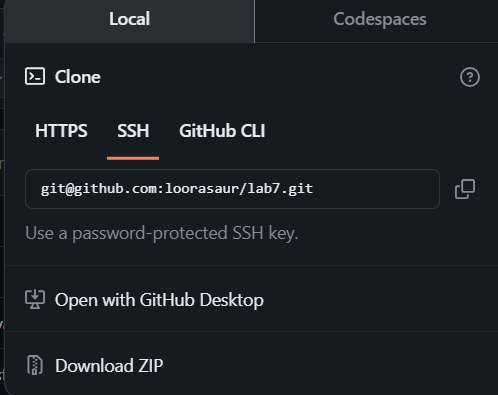 Local
Codespaces
Clone
HTTPS
SSH
GitHub CLI
git@github.com:loorasaur/lab7.git
Use a password-protected SSH key.
Open with GitHub Desktop
Download ZIP